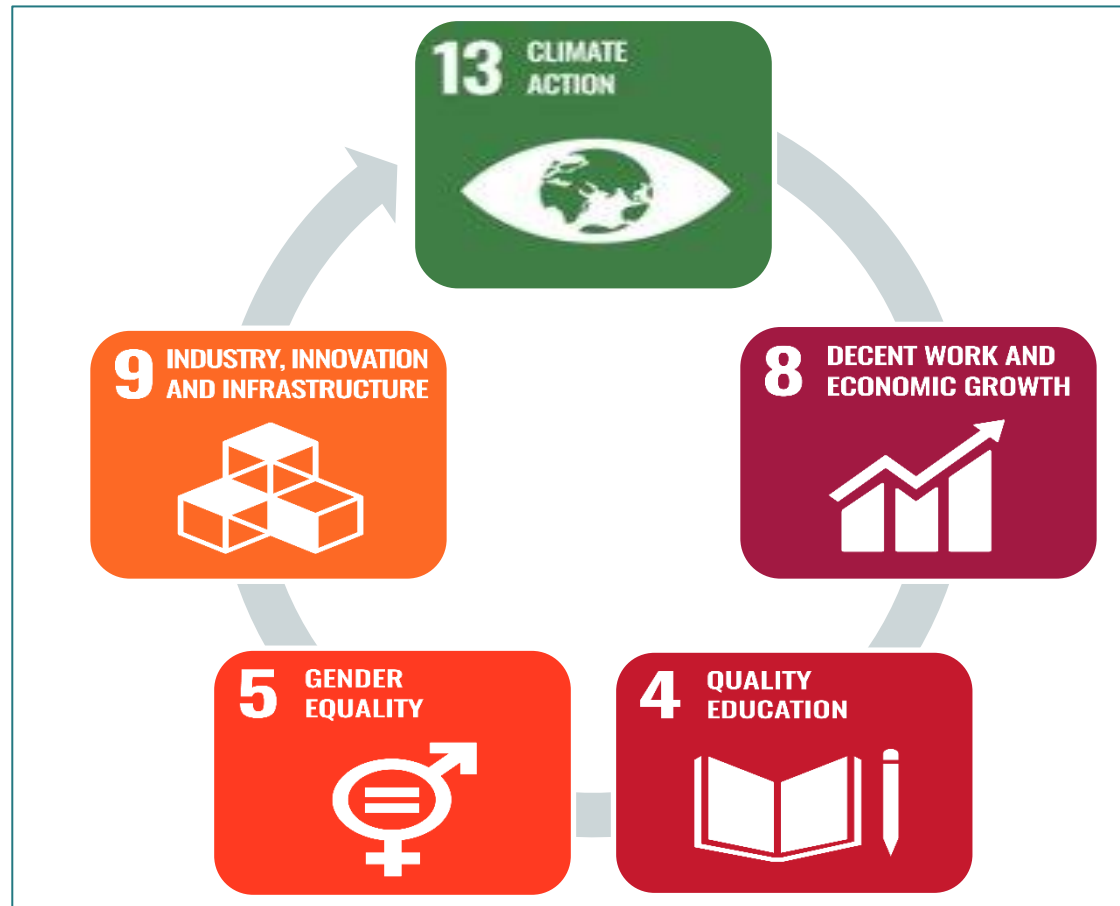 13 CLIMATE
ACTION
8 DECENT WORK AND
ECONOMIC GROWTH
4 QUALITY
EDUCATION
5 GENDER
EQUALITY
9 INDUSTRY, INNOVATION
AND INFRASTRUCTURE